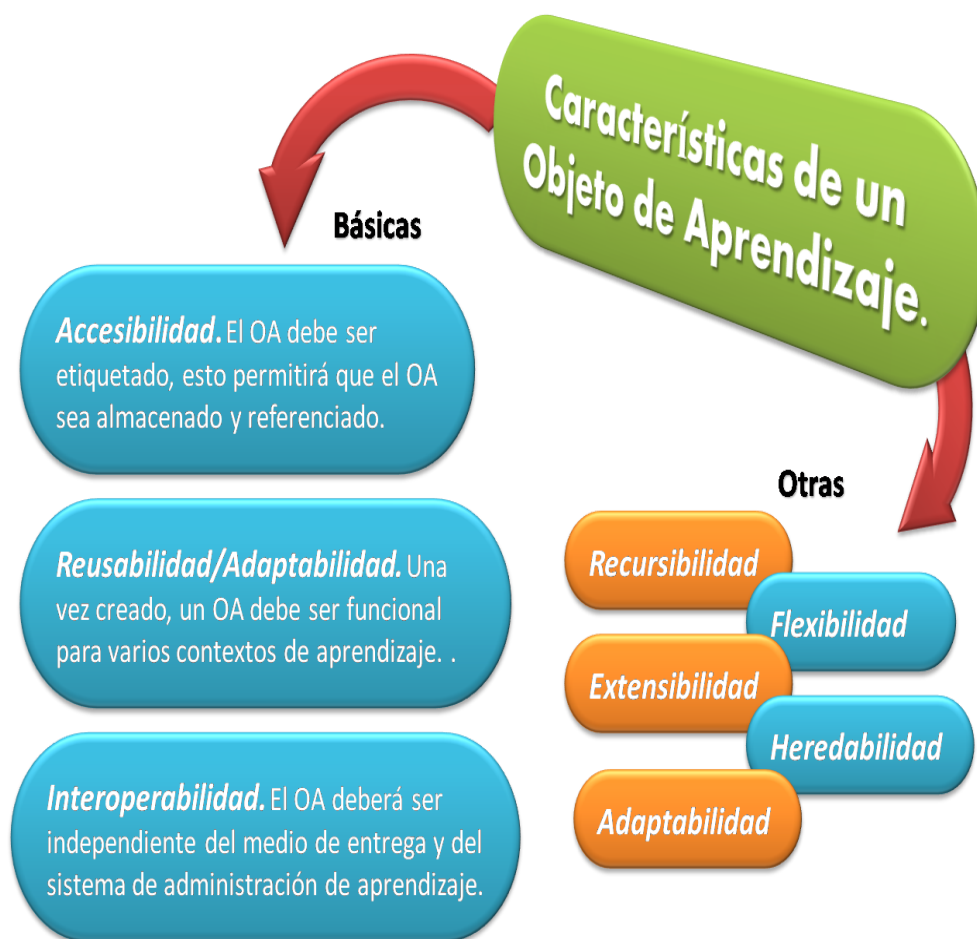 Características de un
Objeto de Aprendizaje.
Básicas
Accesibilidad. El OA debe ser
etiquetado, esto permitirá que el OA
sea almacenado y referenciado.
Reusabilidad/Adaptabilidad. Una
vez creado, un OA debe ser funcional
para varios contextos de aprendizaje. .
Interoperabilidad. El OA deberá ser
independiente del medio de entrega y del
sistema de administración de aprendizaje.
Otras
Recursibilidad
Flexibilidad
Extensibilidad
Heredabilidad
Adaptabilidad